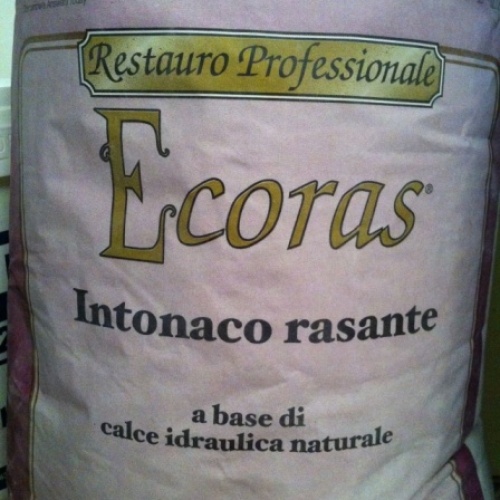 Restauro Professionale
Ecoras®
Intonaco rasante
a base di
calce idraulica naturale